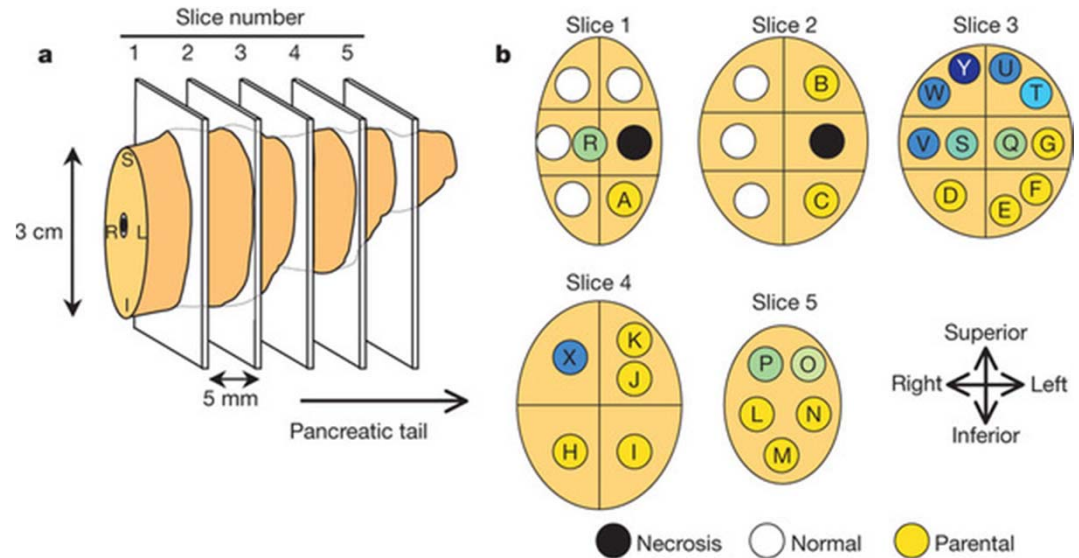 a
Slice number
1 2 3 4 5
S
R L
I
3 cm
5 mm
Pancreatic tail
b
Slice 1
R
A
Slice 2
B
C
Slice 3
Y U
W T
V S Q G
D F
E
Slice 4
K
X
J
H I
Slice 5
P O
L N
M
Superior
Right Left
Inferior
Necrosis Normal Parental